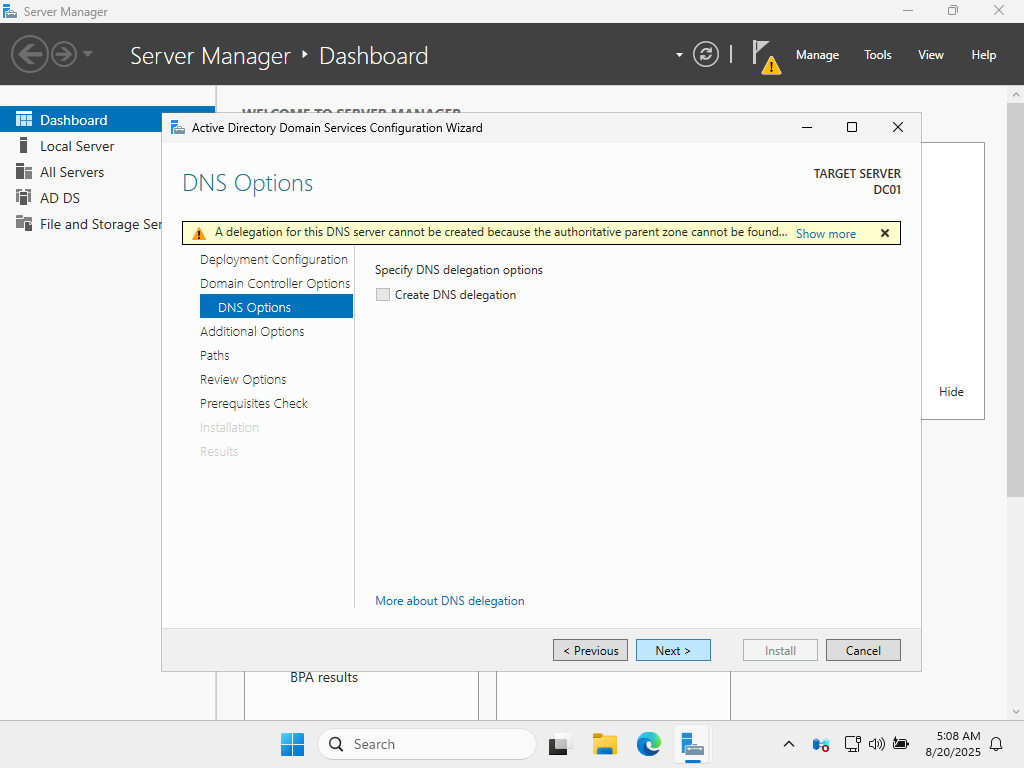 Server Manager
Server Manager ‣ Dashboard
Manage
Tools
View
Help
Dashboard
Local Server
All Servers
AD DS
File and Storage Ser
WELCOME TO SERVER MANAGER
Active Directory Domain Services Configuration Wizard
DNS Options
TARGET SERVER
DC01
A delegation for this DNS server cannot be created because the authoritative parent zone cannot be found... Show more
Deployment Configuration
Domain Controller Options
DNS Options
Additional Options
Paths
Review Options
Prerequisites Check
Installation
Results
Specify DNS delegation options
Create DNS delegation
More about DNS delegation
Hide
< Previous
Next >
Install
Cancel
BPA results
Search
5:08 AM
8/20/2025